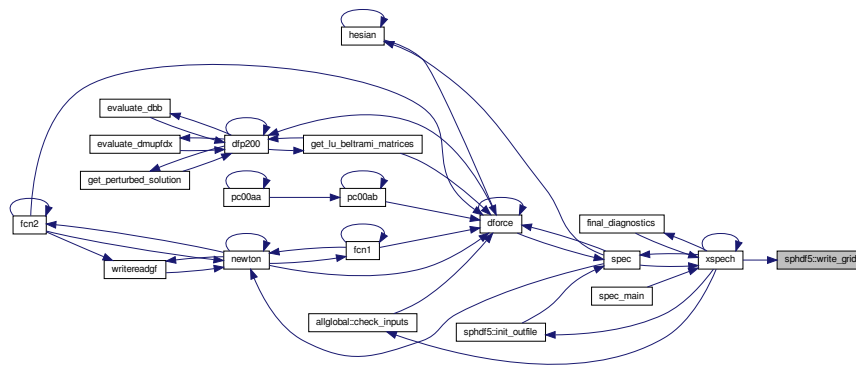 hesian
evaluate_dbb
evaluate_dmupfdx
dfp200
get_lu_beltrami_matrices
get_perturbed_solution
pc00aa
pc00ab
fcn2
dforce
final_diagnostics
fcn1
newton
spec
xspech
sphdf5::write_grid
writereadgf
spec_main
allglobal::check_inputs
sphdf5::init_outfile